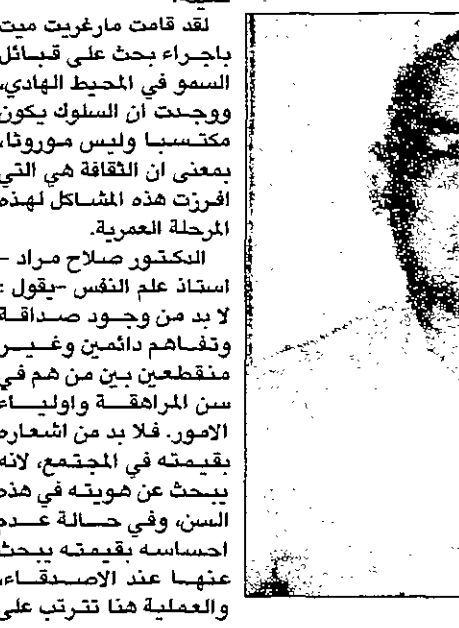 لقد قامت مارغريت ميت
باجراء بحث على قبائل
السمو في المحيط الهادي،
ووجدت ان السلوك يكون
مكتسبا وليس موروثا،
بمعنى ان الثقافة هي التي
افرزت هذه المشاكل لهذه
المرحلة العمرية.
الدكتور صلاح مراد -
استاذ علم النفس -يقول :
لا بد من وجود صداقة
وتفاهم دائمين وغير
منقطعين بين من هم في
سن المراهقة واولياء
الامور. فلا بد من اشعاره
بقيمته في المجتمع، لانه
يبحث عن هويته في هذه
السن، وفي حالة عدم
احساسه بقيمته يبحث
عنها عند الاصدقاء،
والعملية هنا تترتب على